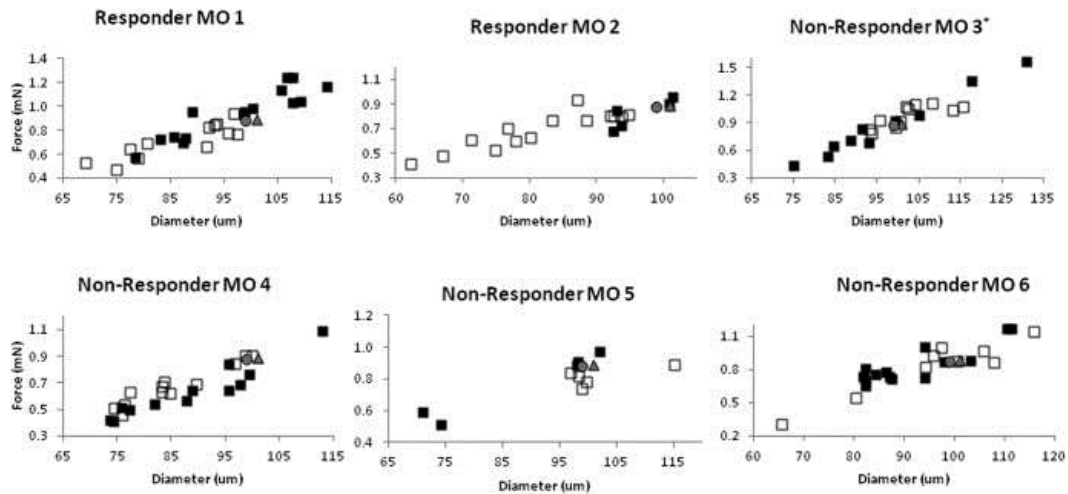 Responder MO 1
Force (mN)
1.4
1.2
1.0
0.8
0.6
0.4
65 75 85 95 105 115
Diameter (um)
Responder MO 2
1.1
0.9
0.7
0.5
0.3
60 70 80 90 100
Diameter (um)
Non-Responder MO 3*
1.5
1.2
0.9
0.6
0.3
65 75 85 95 105 115 125 135
Diameter (um)
Non-Responder MO 4
Force (mN)
1.1
0.9
0.7
0.5
0.3
65 75 85 95 105 115
Diameter (um)
Non-Responder MO 5
1.2
1.0
0.8
0.6
0.4
65 75 85 95 105 115
Diameter (um)
Non-Responder MO 6
1.1
0.8
0.5
0.2
60 70 80 90 100 110 120
Diameter (um)